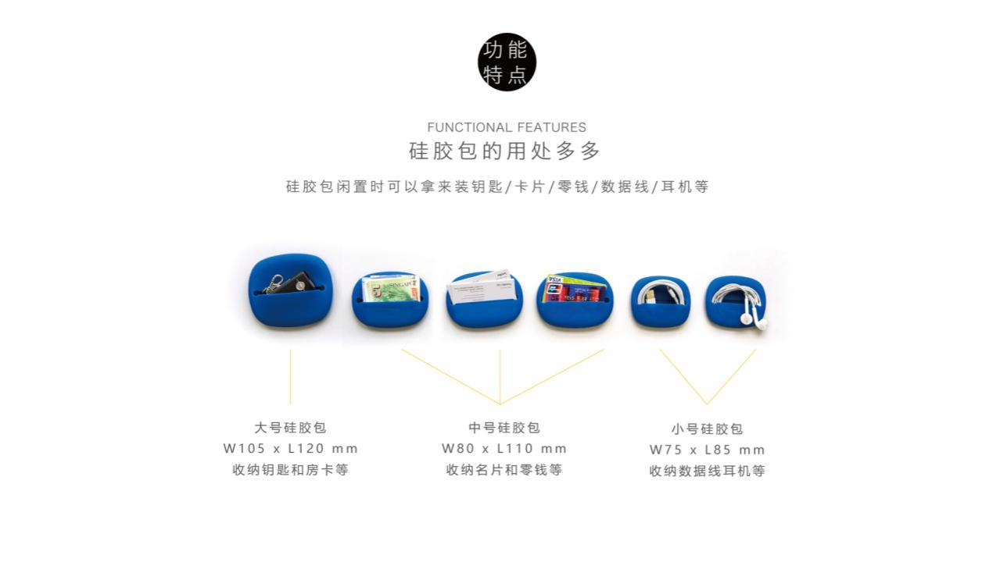 功能
特点
FUNCTIONAL FEATURES
硅胶包的用处多多
硅胶包闲置时可以拿来装钥匙/卡片/零钱/数据线/耳机等
SINGAP
VISA
大号硅胶包
W105 x L120 mm
收纳钥匙和房卡等
中号硅胶包
W80 x L110 mm
收纳名片和零钱等
小号硅胶包
W75 x L85 mm
收纳数据线耳机等